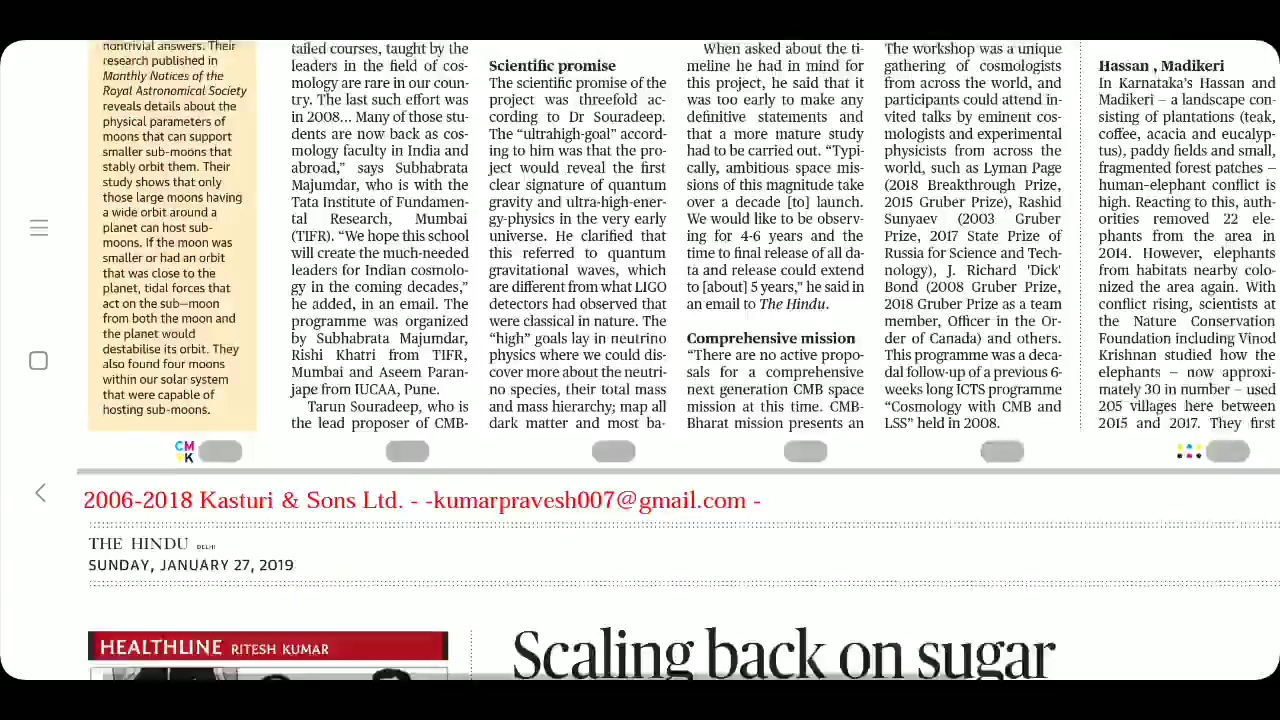 nontrivial answers. Their
research published in
Monthly Notices of the
Royal Astronomical Society
reveals details about the
physical parameters of
moons that can support
smaller sub-moons that
stably orbit them. Their
study shows that only
those large moons having
a wide orbit around a
planet can host sub-
moons. If the moon was
smaller or had an orbit
that was close to the
planet, tidal forces that
act on the sub—moon
from both the moon and
the planet would
destabilise its orbit. They
also found four moons
within our solar system
that were capable of
hosting sub-moons.
tailed courses, taught by the
leaders in the field of cos-
mology are rare in our coun-
try. The last such effort was
in 2008... Many of those stu-
dents are now back as cos-
mology faculty in India and
abroad,” says Subhabrata
Majumdar, who is with the
Tata Institute of Fundamen-
tal Research, Mumbai
(TIFR). “We hope this school
will create the much-needed
leaders for Indian cosmolo-
gy in the coming decades,”
he added, in an email. The
programme was organized
by Subhabrata Majumdar,
Rishi Khatri from TIFR,
Mumbai and Aseem Paran-
jape from IUCAA, Pune.
Tarun Souradeep, who is
the lead proposer of CMB-
Scientific promise
The scientific promise of the
project was threefold ac-
cording to Dr Souradeep.
The “ultrahigh-goal” accord-
ing to him was that the pro-
ject would reveal the first
clear signature of quantum
gravity and ultra-high-ener-
gy-physics in the very early
universe. He clarified that
this referred to quantum
gravitational waves, which
are different from what LIGO
detectors had observed that
were classical in nature. The
“high” goals lay in neutrino
physics where we could dis-
cover more about the neutri-
no species, their total mass
and mass hierarchy; map all
dark matter and most ba-
When asked about the ti-
meline he had in mind for
this project, he said that it
was too early to make any
definitive statements and
that a more mature study
had to be carried out. “Typi-
cally, ambitious space mis-
sions of this magnitude take
over a decade [to] launch.
We would like to be observ-
ing for 4-6 years and the
time to final release of all da-
ta and release could extend
to [about] 5 years,” he said in
an email to The Hindu.
Comprehensive mission
“There are no active propo-
sals for a comprehensive
next generation CMB space
mission at this time. CMB-
Bharat mission presents an
The workshop was a unique
gathering of cosmologists
from across the world, and
participants could attend in-
vited talks by eminent cos-
mologists and experimental
physicists from across the
world, such as Lyman Page
(2018 Breakthrough Prize,
2015 Gruber Prize), Rashid
Sunyaev (2003 Gruber
Prize, 2017 State Prize of
Russia for Science and Tech-
nology), J. Richard 'Dick'
Bond (2008 Gruber Prize,
2018 Gruber Prize as a team
member, Officer in the Or-
der of Canada) and others.
This programme was a deca-
dal follow-up of a previous 6-
weeks long ICTS programme
“Cosmology with CMB and
LSS” held in 2008.
Hassan , Madikeri
In Karnataka’s Hassan and
Madikeri – a landscape con-
sisting of plantations (teak,
coffee, acacia and eucalyp-
tus), paddy fields and small,
fragmented forest patches –
human-elephant conflict is
high. Reacting to this, auth-
orities removed 22 ele-
phants from the area in
2014. However, elephants
from habitats nearby colo-
nized the area again. With
conflict rising, scientists at
the Nature Conservation
Foundation including Vinod
Krishnan studied how the
elephants – now approxi-
mately 30 in number – used
205 villages here between
2015 and 2017. They first
CMYK
2006-2018 Kasturi & Sons Ltd. - -kumarpravesh007@gmail.com -
THE HINDU DELHI
SUNDAY, JANUARY 27, 2019
HEALTHLINE RITESH KUMAR
Scaling back on sugar